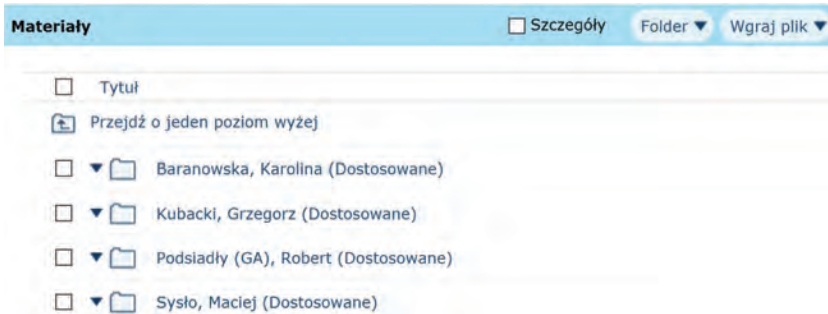 Materiały Szczegóły Folder Wgraj plik
Tytuł
Przejdź o jeden poziom wyżej
Baranowska, Karolina (Dostosowane)
Kubacki, Grzegorz (Dostosowane)
Podsiadły (GA), Robert (Dostosowane)
Sysło, Maciej (Dostosowane)